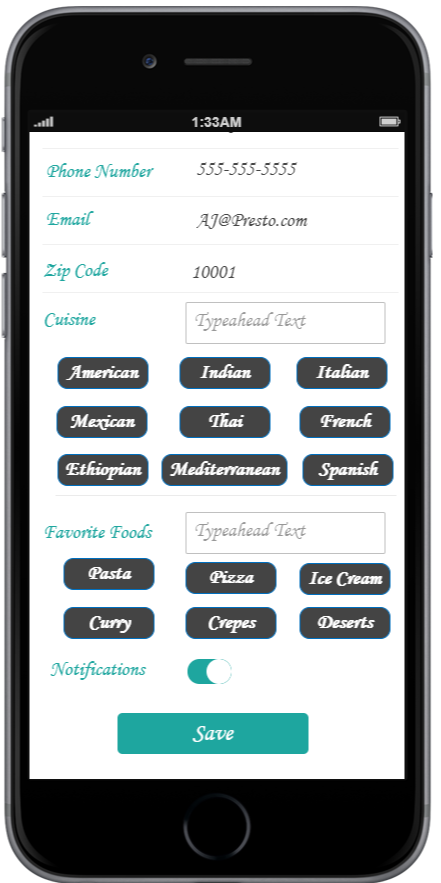 1:33AM
Phone Number 555-555-5555
Email AJ@Presto.com
Zip Code 10001
Cuisine Typeahead Text
American Indian Italian
Mexican Thai French
Ethiopian Mediterranean Spanish
Favorite Foods Typeahead Text
Pasta Pizza Ice Cream
Curry Crepes Deserts
Notifications
Save